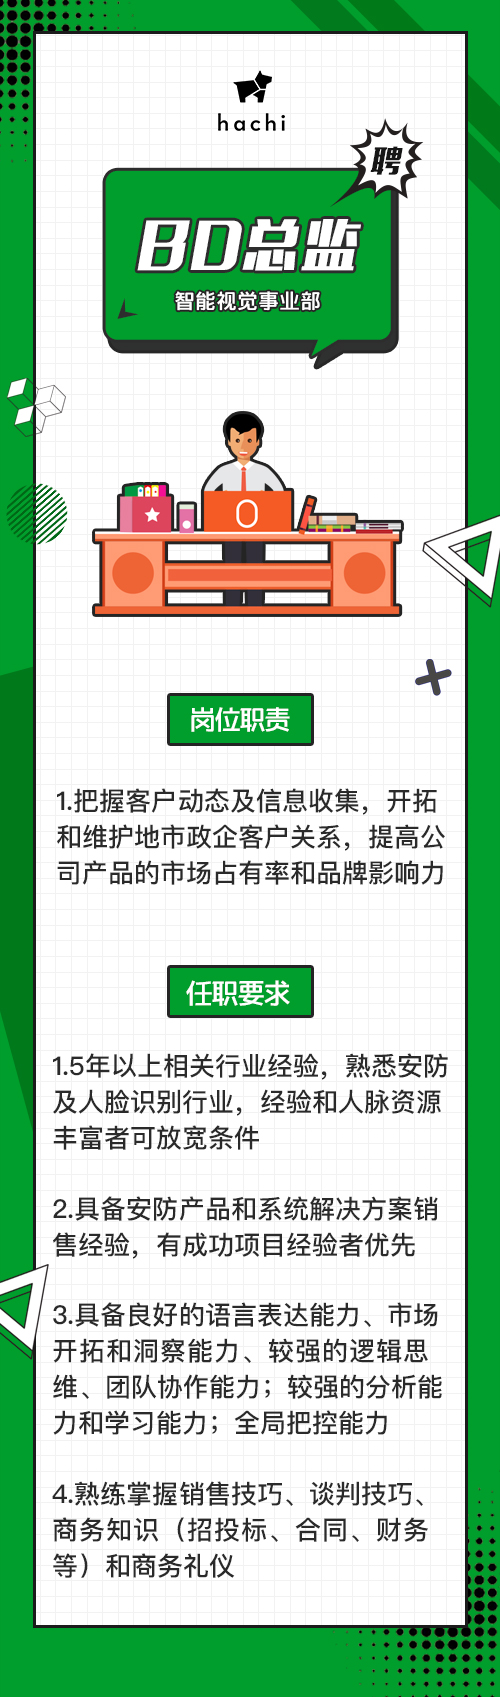 hachi
聘
BD总监
智能视觉事业部
岗位职责
1.把握客户动态及信息收集，开拓
和维护地市政企客户关系，提高公
司产品的市场占有率和品牌影响力
任职要求
1.5年以上相关行业经验，熟悉安防
及人脸识别行业，经验和人脉资源
丰富者可放宽条件
2.具备安防产品和系统解决方案销
售经验，有成功项目经验者优先
3.具备良好的语言表达能力、市场
开拓和洞察能力、较强的逻辑思
维、团队协作能力；较强的分析能
力和学习能力；全局把控能力
4.熟练掌握销售技巧、谈判技巧、
商务知识（招投标、合同、财务
等）和商务礼仪